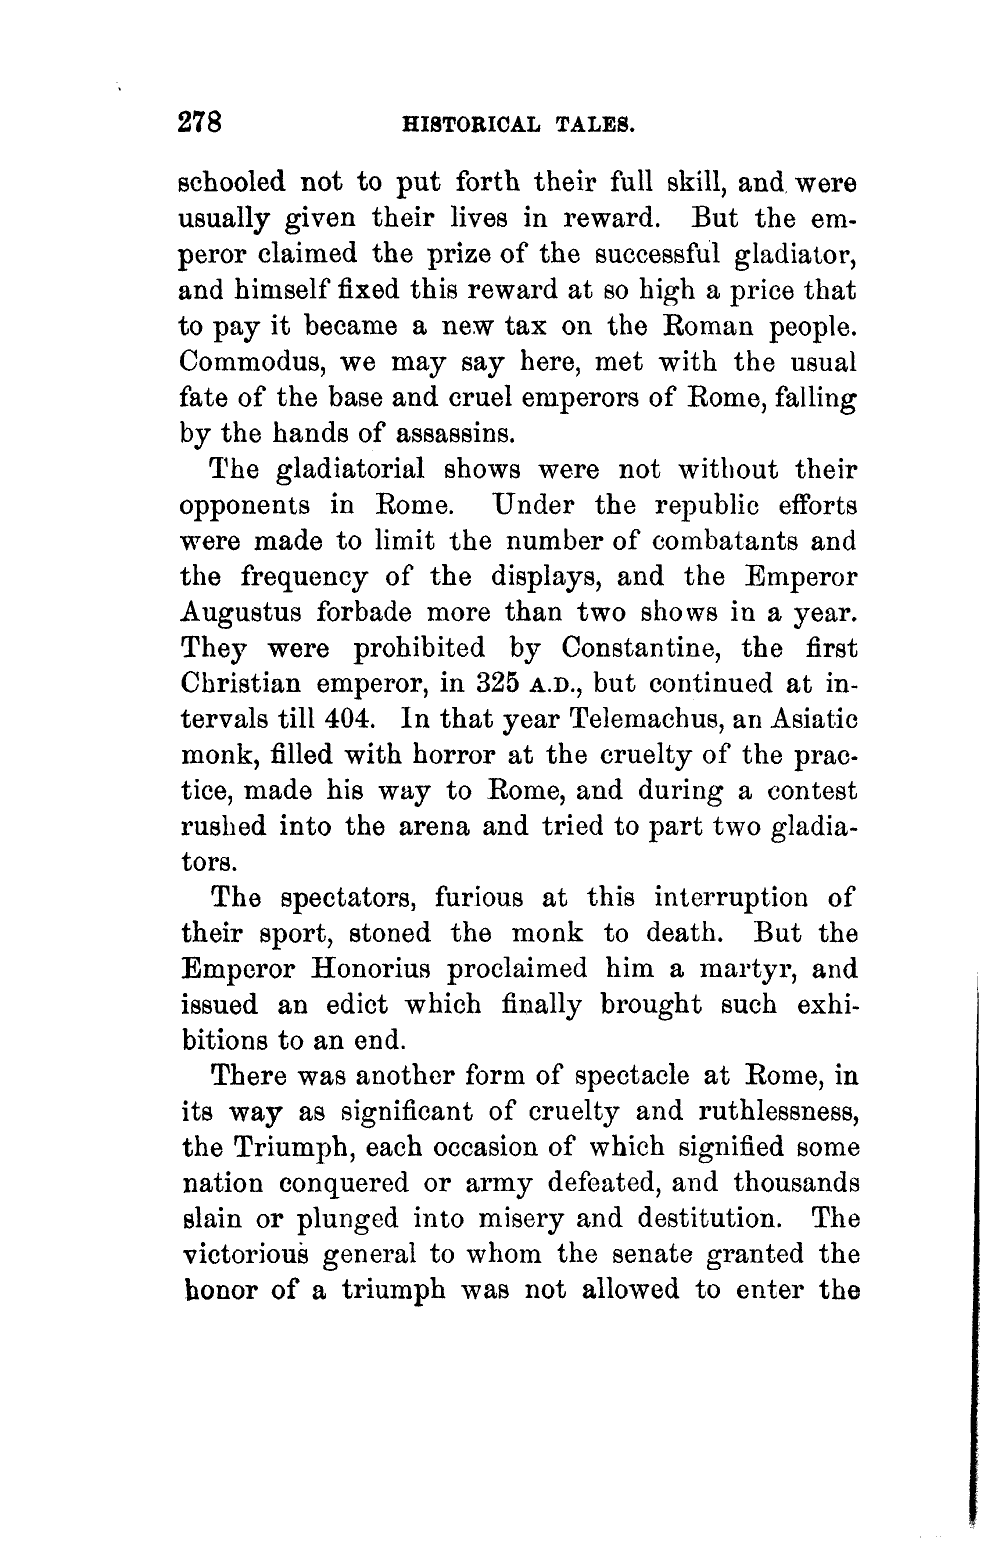 278 HISTORICAL TALES.
schooled not to put forth their full skill, and were
usually given their lives in reward. But the em-
peror claimed the prize of the successful gladiator,
and himself fixed this reward at so high a price that
to pay it became a new tax on the Roman people.
Commodus, we may say here, met with the usual
fate of the base and cruel emperors of Rome, falling
by the hands of assassins.
The gladiatorial shows were not without their
opponents in Rome. Under the republic efforts
were made to limit the number of combatants and
the frequency of the displays, and the Emperor
Augustus forbade more than two shows in a year.
They were prohibited by Constantine, the first
Christian emperor, in 325 A.D., but continued at in-
tervals till 404. In that year Telemachus, an Asiatic
monk, filled with horror at the cruelty of the prac-
tice, made his way to Rome, and during a contest
rushed into the arena and tried to part two gladia-
tors.
The spectators, furious at this interruption of
their sport, stoned the monk to death. But the
Emperor Honorius proclaimed him a martyr, and
issued an edict which finally brought such exhi-
bitions to an end.
There was another form of spectacle at Rome, in
its way as significant of cruelty and ruthlessness,
the Triumph, each occasion of which signified some
nation conquered or army defeated, and thousands
slain or plunged into misery and destitution. The
victorious general to whom the senate granted the
honor of a triumph was not allowed to enter the